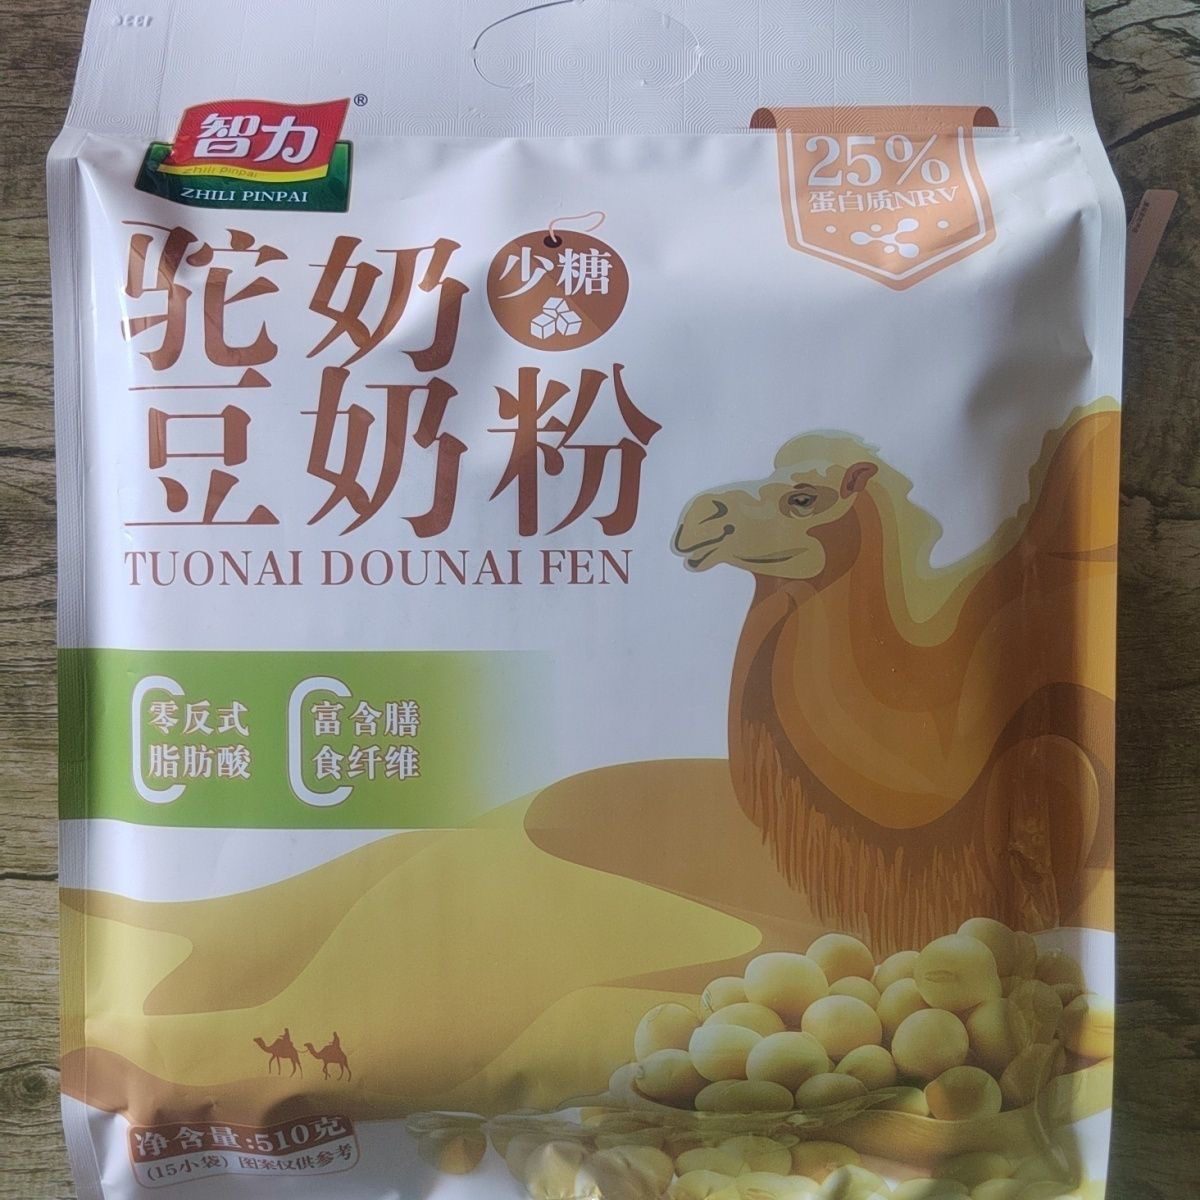 智力®
Zhili pinpai
ZHILI PINPAI
25%
蛋白质NRV
驼奶
少糖
豆奶粉
TUONAI DOUNAI FEN
零反式
脂肪酸
富含膳
食纤维
净含量:510克
(15小袋) 图案仅供参考